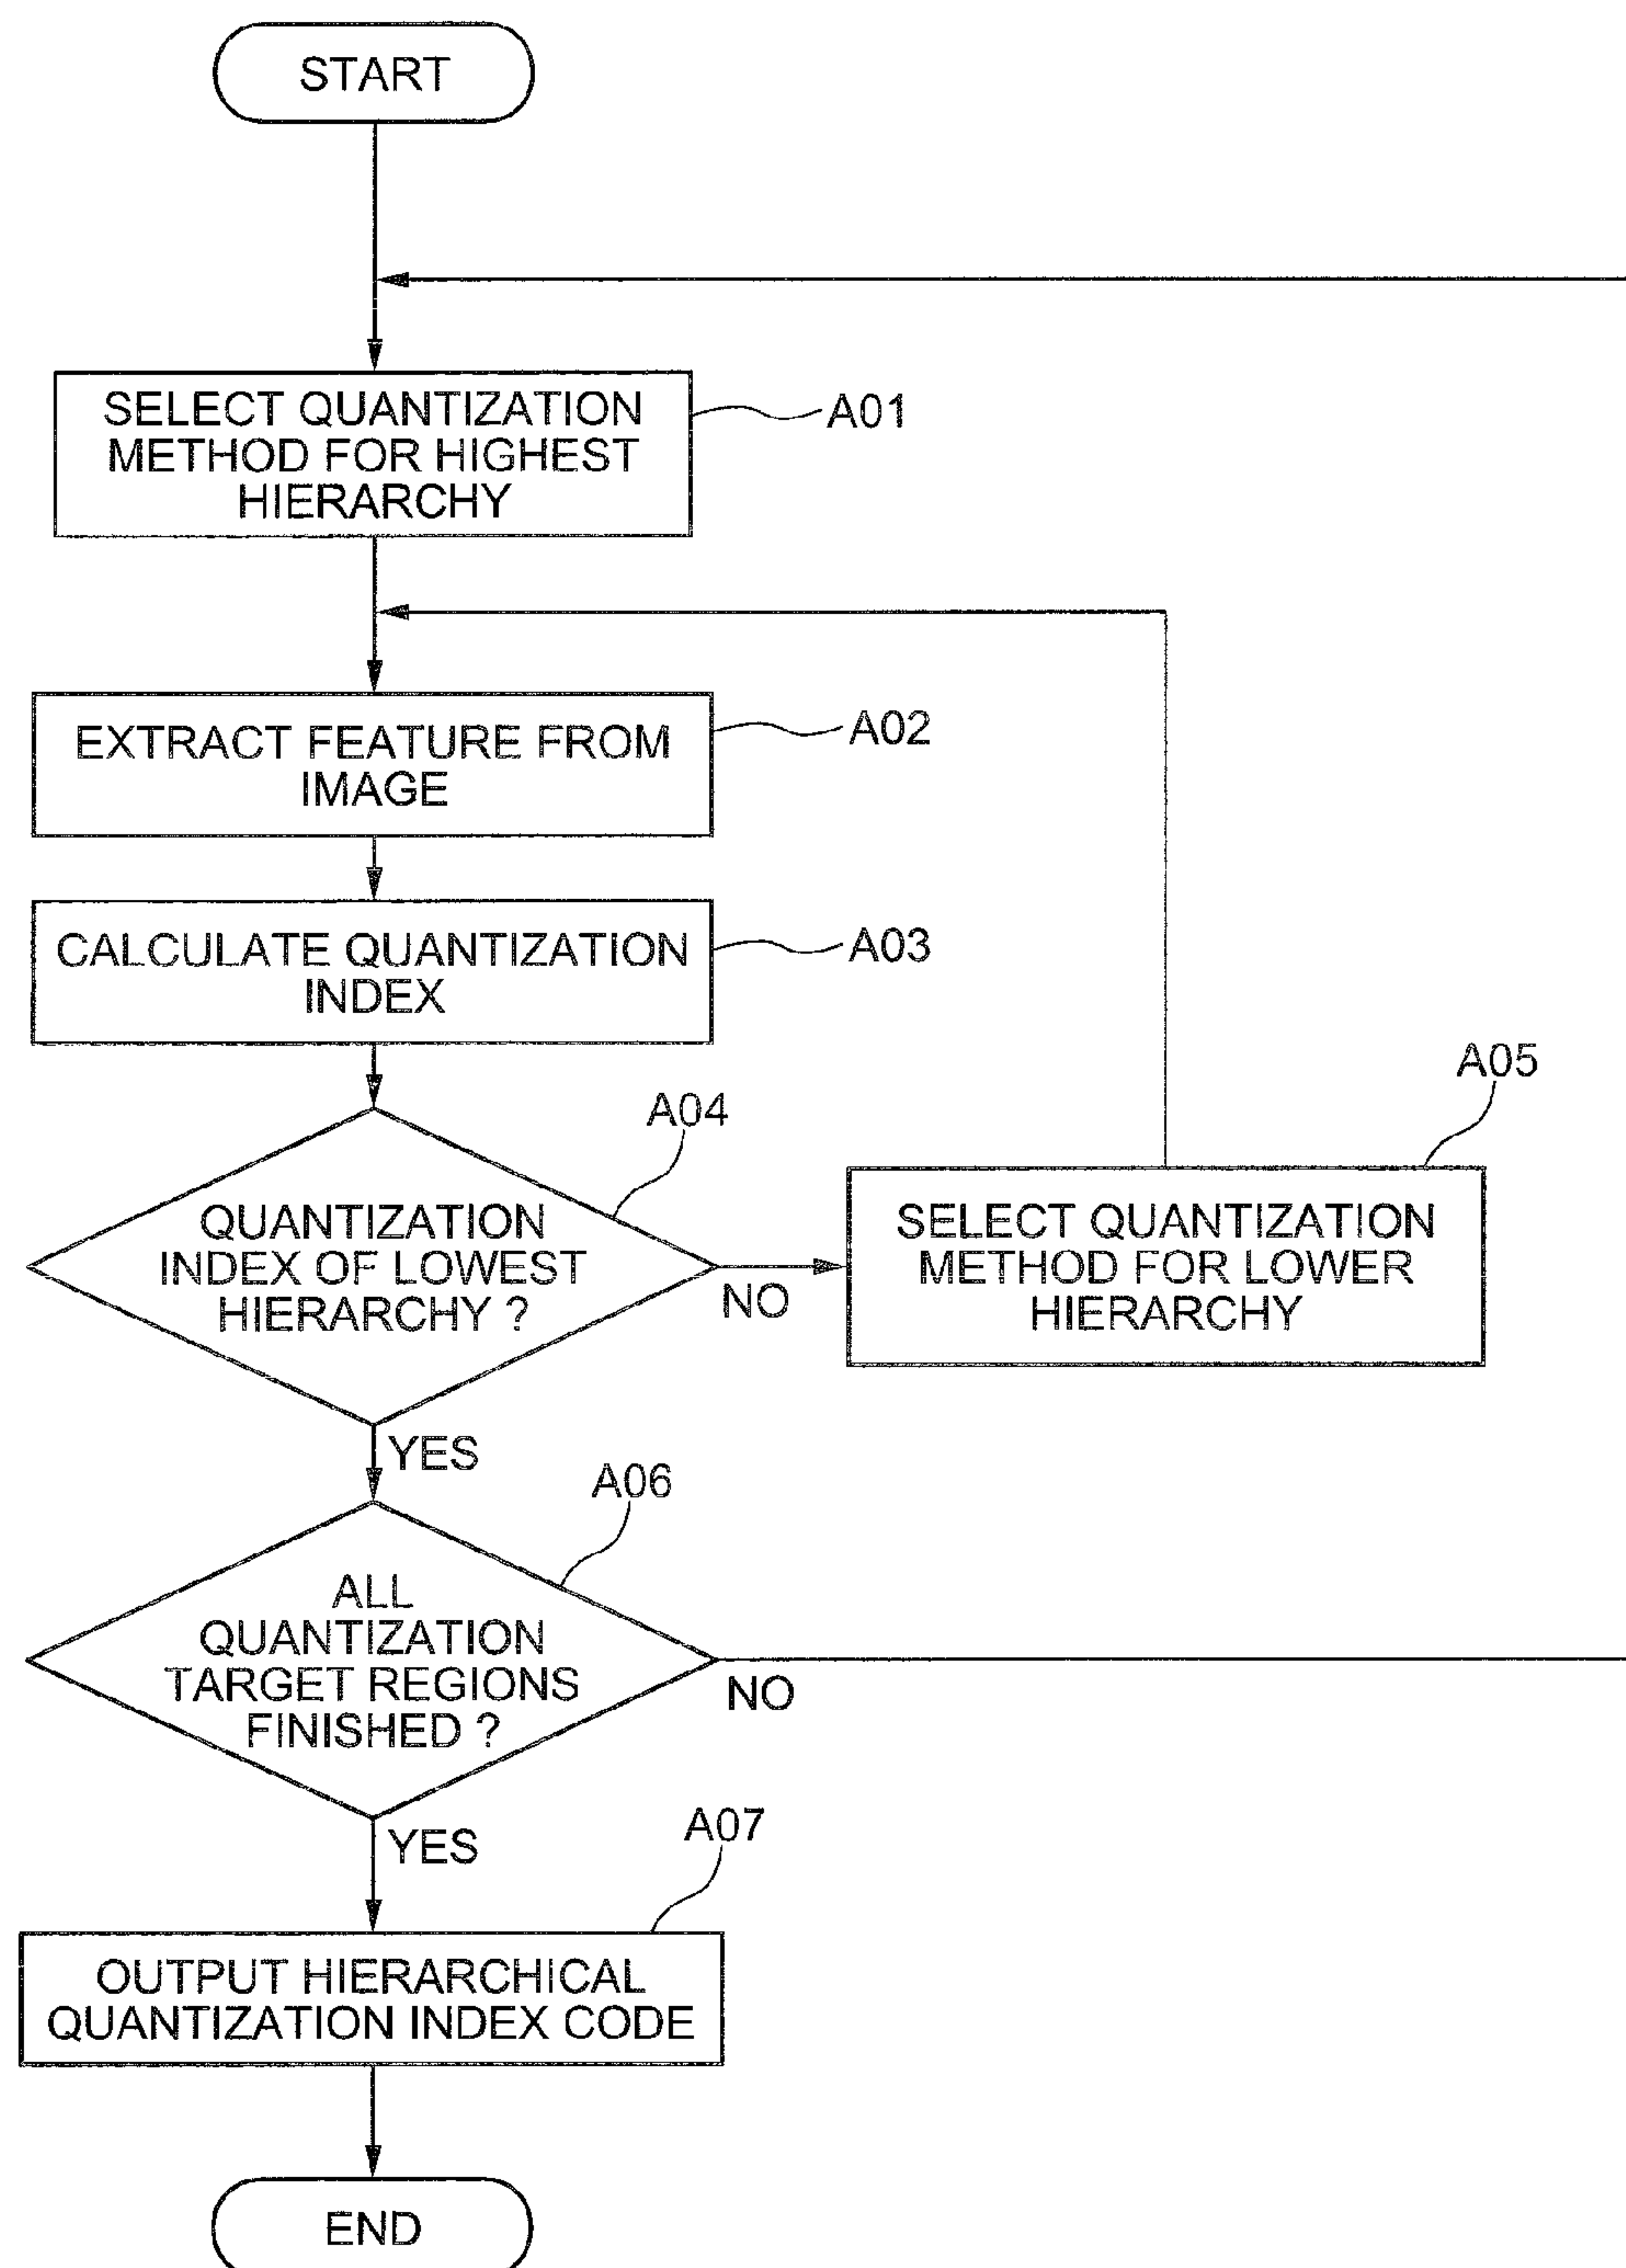 START
SELECT QUANTIZATION
METHOD FOR HIGHEST
HIERARCHY
A01
EXTRACT FEATURE FROM
IMAGE
A02
CALCULATE QUANTIZATION
INDEX
A03
A04
QUANTIZATION
INDEX OF LOWEST
HIERARCHY ?
NO
A05
SELECT QUANTIZATION
METHOD FOR LOWER
HIERARCHY
YES
A06
ALL
QUANTIZATION
TARGET REGIONS
FINISHED ?
NO
YES
A07
OUTPUT HIERARCHICAL
QUANTIZATION INDEX CODE
END